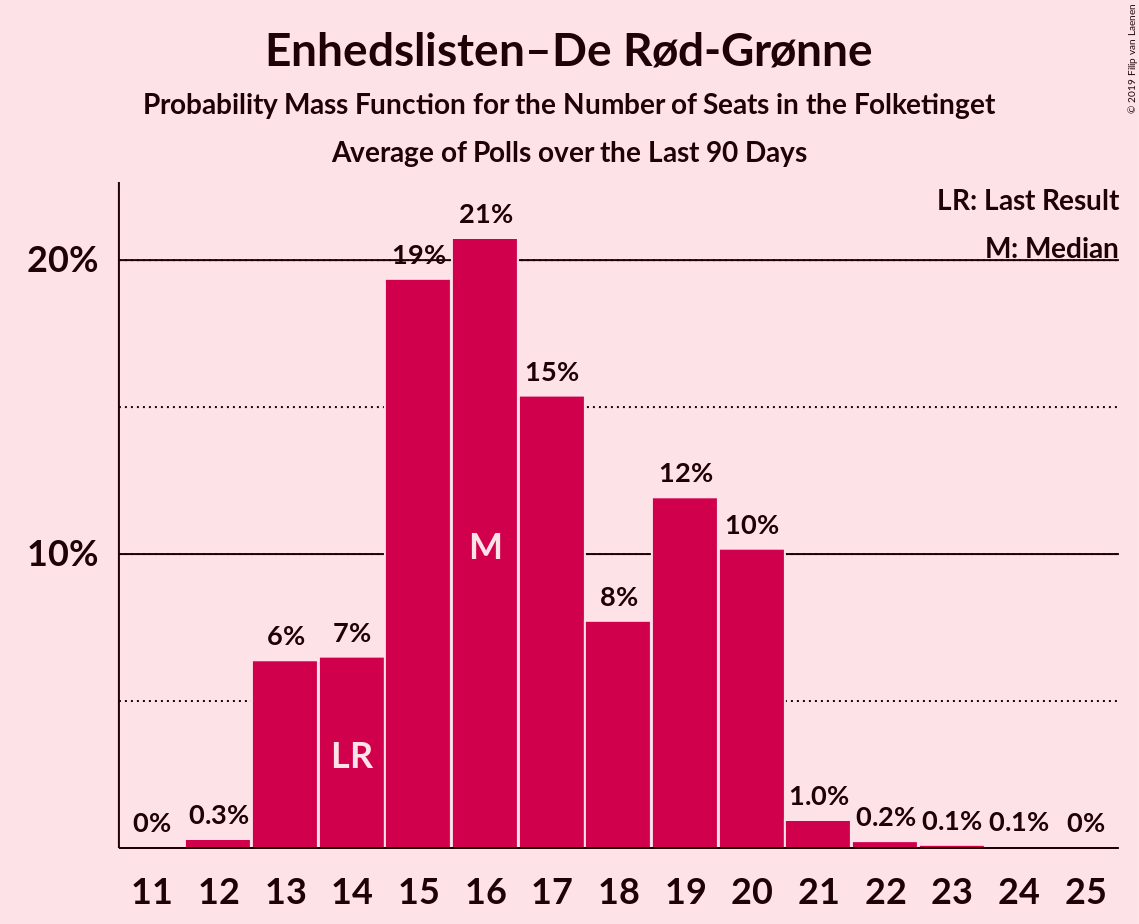 Enhedslisten–De Rød-Grønne
Probability Mass Function for the Number of Seats in the Folketinget
Average of Polls over the Last 90 Days
© 2019 Filip van Laenen
LR: Last Result
M: Median
20%
10%
0%
0.3%
6%
7%
19%
21%
15%
8%
12%
10%
1.0%
0.2%
0.1%
0.1%
0%
LR
M
11 12 13 14 15 16 17 18 19 20 21 22 23 24 25